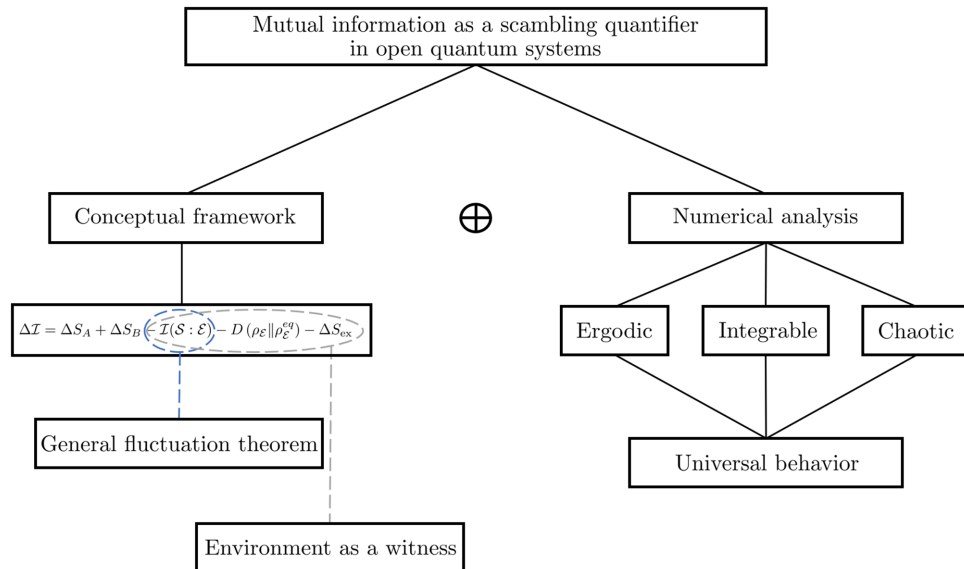 Mutual information as a scambling quantifier
in open quantum systems
Conceptual framework
⊕
Numerical analysis
Δℐ = ΔS_A + ΔS_B − ℐ(𝒮 : ℰ) − D (ρ_ℰ‖ρ_ℰ^{eq}) − ΔS_ex
Ergodic
Integrable
Chaotic
General fluctuation theorem
Universal behavior
Environment as a witness